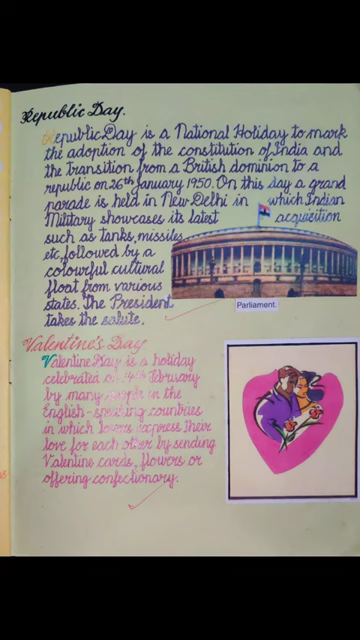 Republic Day.
Republic Day is a National Holiday to mark
the adoption of the constitution of India and
the transition from a British dominion to a
republic on 26th January 1950. On this day a grand
parade is held in New Delhi in which Indian
Military showcases its latest acquisition
such as tanks, missiles
etc, followed by a
colourful cultural
float from various
states. The President
takes the salute.
Parliament.
Valentine's Day
Valentine Day is a holiday
celebrated on 14th February
by many people in the
English-speaking countries
in which lovers express their
love for each other by sending
Valentine cards, flowers or
offering confectionary.